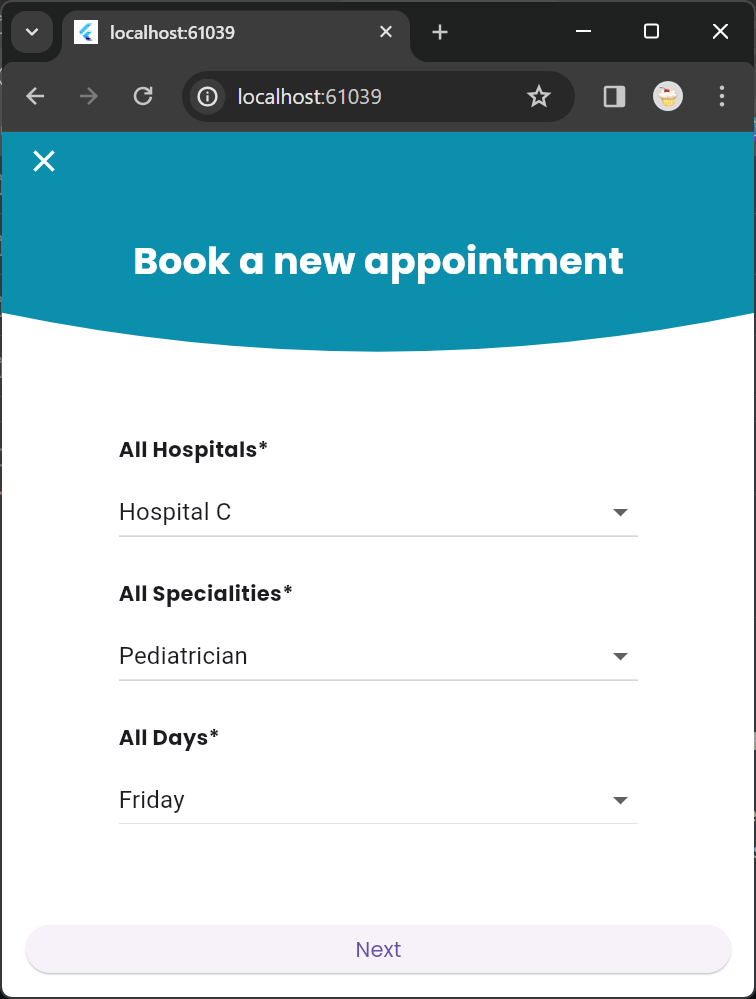 localhost:61039
localhost:61039
Book a new appointment
All Hospitals*
Hospital C
All Specialities*
Pediatrician
All Days*
Friday
Next